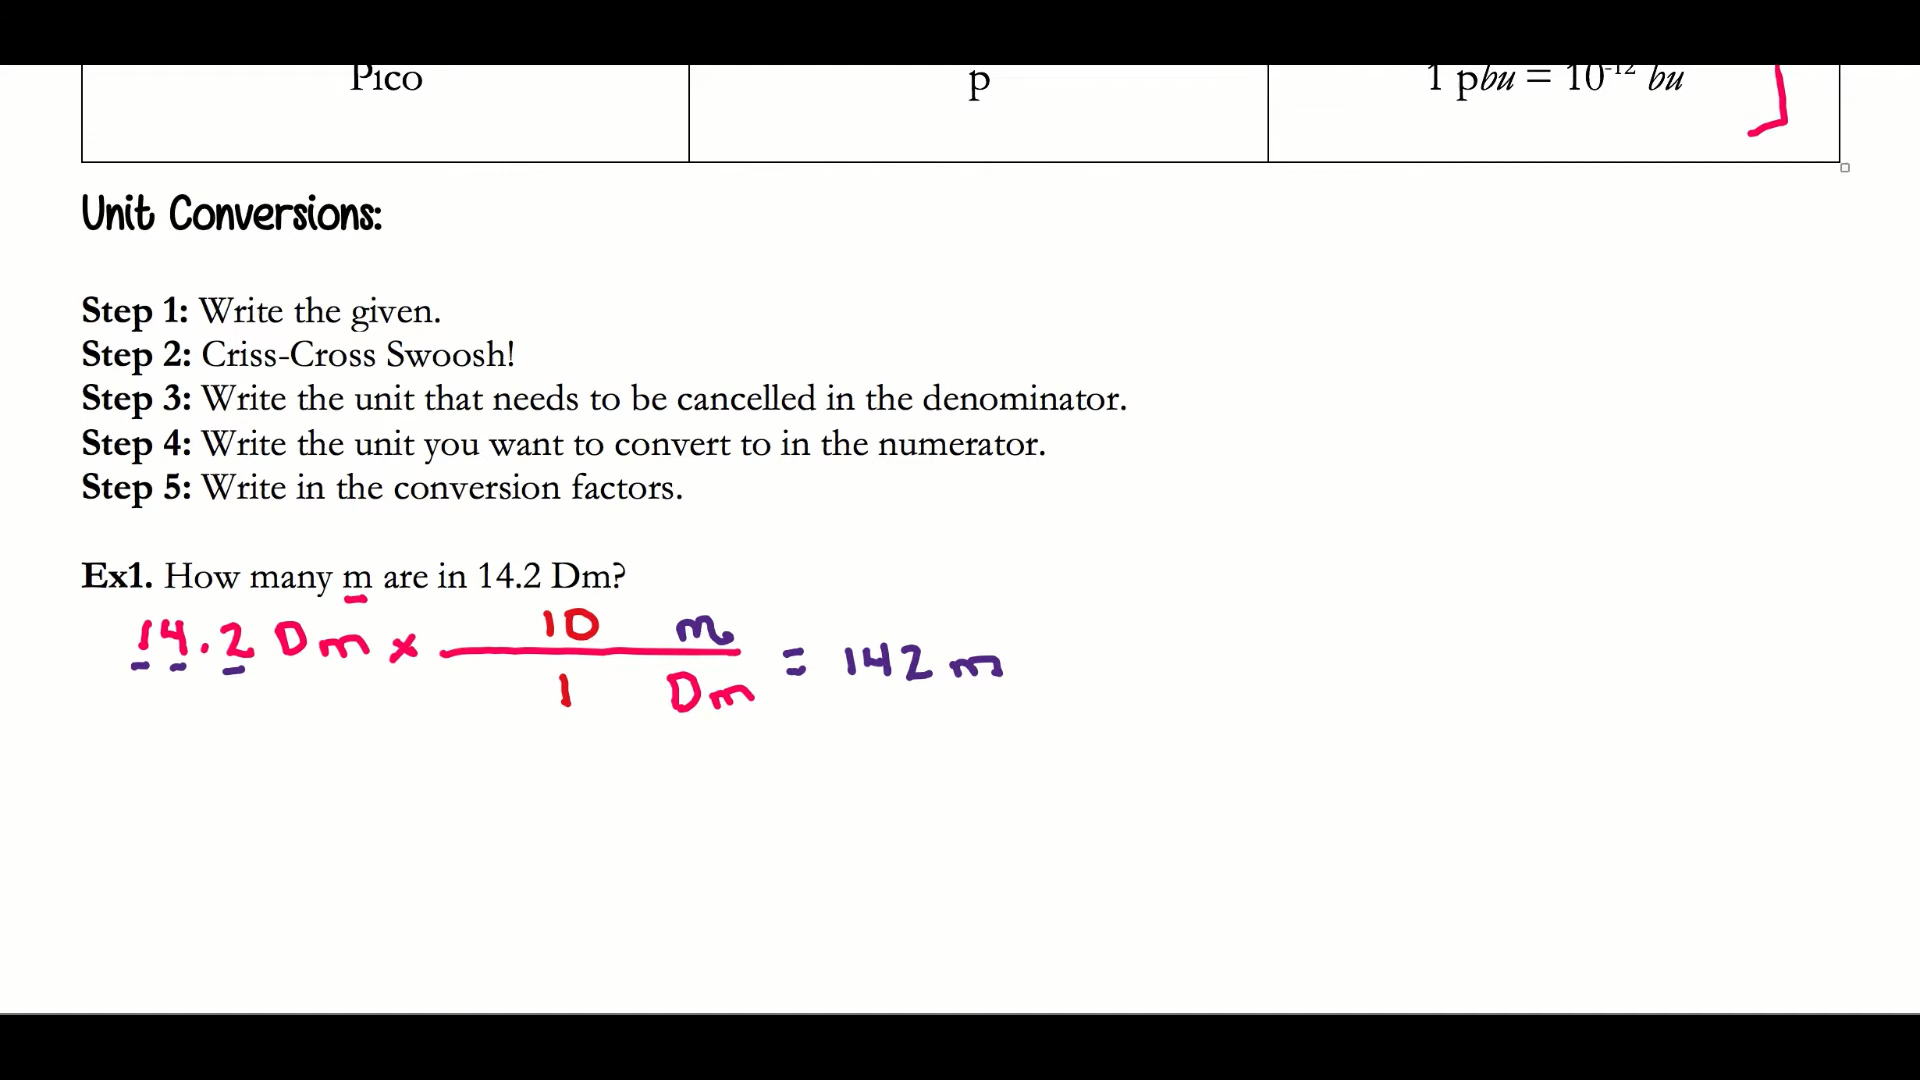 Pico p 1 pbu = 10⁻¹² bu
Unit Conversions:
Step 1: Write the given.
Step 2: Criss-Cross Swoosh!
Step 3: Write the unit that needs to be cancelled in the denominator.
Step 4: Write the unit you want to convert to in the numerator.
Step 5: Write in the conversion factors.
Ex1. How many m are in 14.2 Dm?
10 m
14.2 Dm × = 142 m
1 Dm